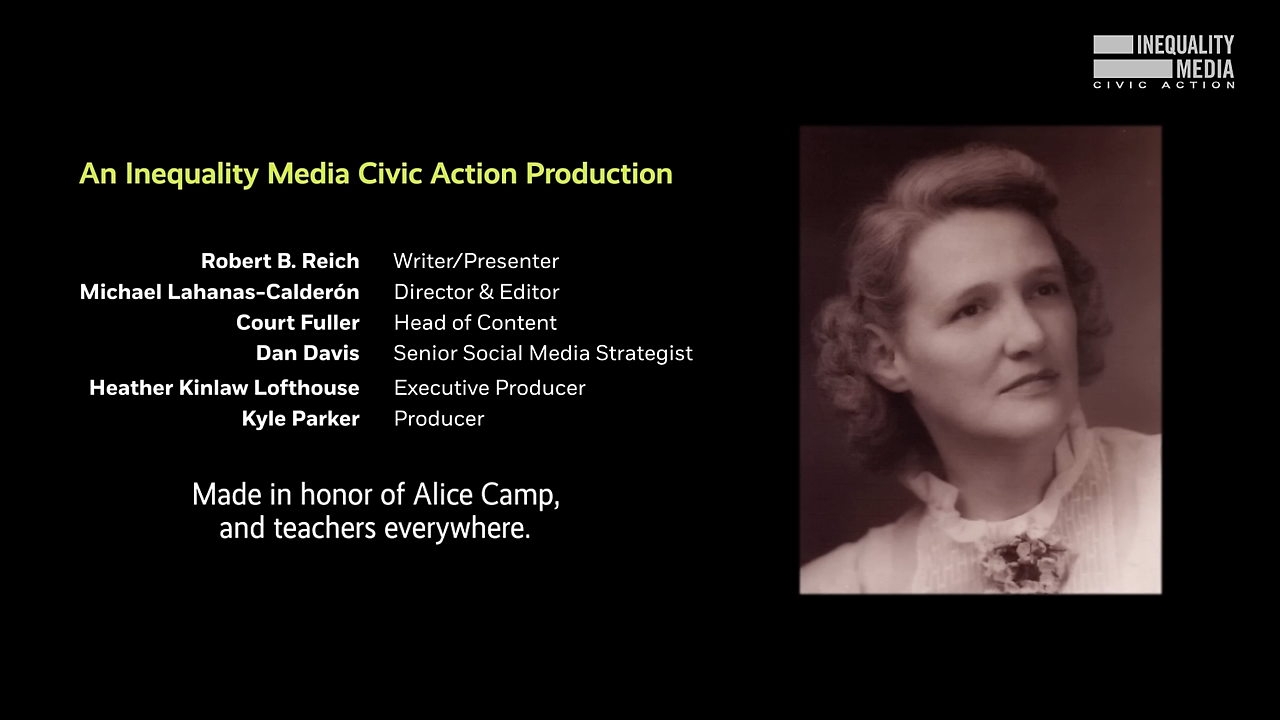 INEQUALITY
MEDIA
CIVIC ACTION
An Inequality Media Civic Action Production
Robert B. Reich Writer/Presenter
Michael Lahanas-Calderón Director & Editor
Court Fuller Head of Content
Dan Davis Senior Social Media Strategist
Heather Kinlaw Lofthouse Executive Producer
Kyle Parker Producer
Made in honor of Alice Camp,
and teachers everywhere.